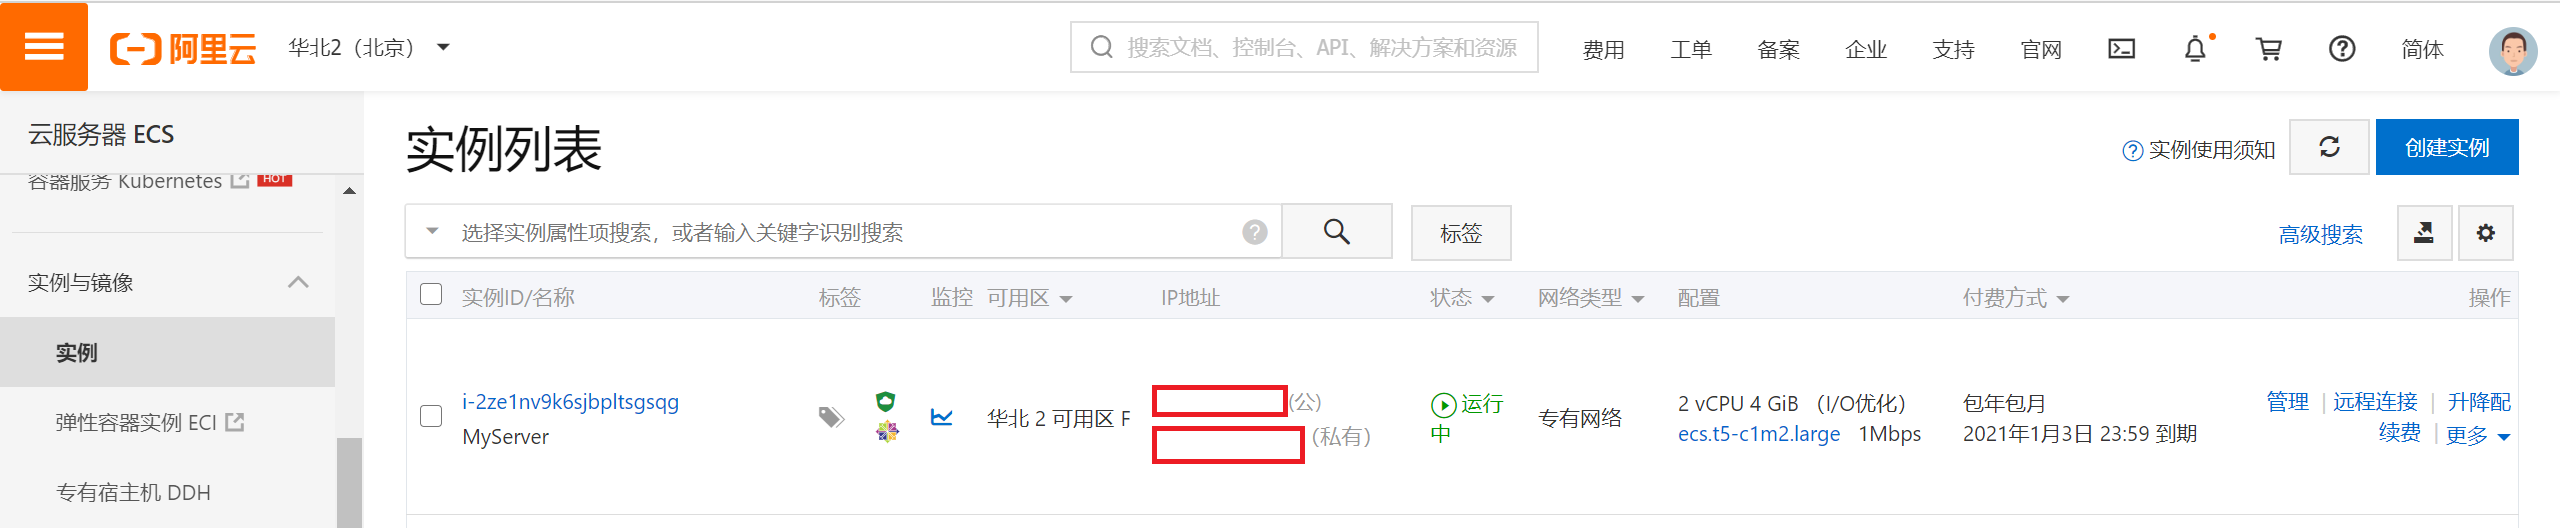 阿里云 华北2（北京）
搜索文档、控制台、API、解决方案和资源 费用 工单 备案 企业 支持 官网 简体
云服务器 ECS
容器服务 Kubernetes HOT
实例与镜像
实例
弹性容器实例 ECI
专有宿主机 DDH
实例列表
实例使用须知 创建实例
选择实例属性项搜索，或者输入关键字识别搜索 标签 高级搜索
实例ID/名称 标签 监控 可用区 IP地址 状态 网络类型 配置 付费方式 操作
i-2ze1nv9k6sjbpltsgsqg
MyServer
华北 2 可用区 F
(公)
(私有)
运行
中
专有网络
2 vCPU 4 GiB （I/O优化）
ecs.t5-c1m2.large 1Mbps
包年包月
2021年1月3日 23:59 到期
管理 | 远程连接 | 升降配
续费 | 更多